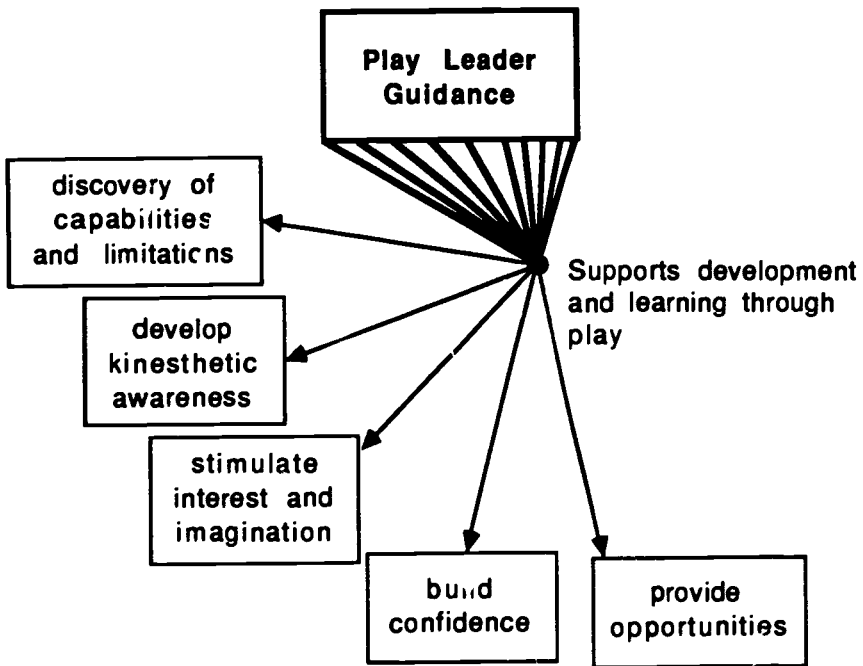 Play Leader
Guidance
discovery of
capabilities
and limitations
Supports development
and learning through
play
develop
kinesthetic
awareness
stimulate
interest and
imagination
build
confidence
provide
opportunities